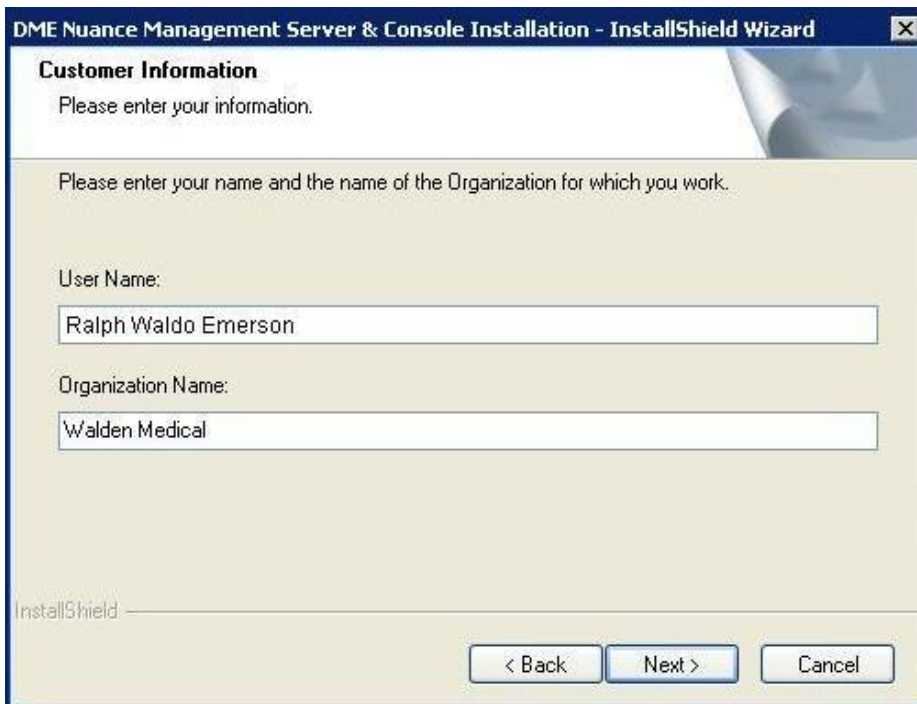 DME Nuance Management Server & Console Installation - InstallShield Wizard
Customer Information
Please enter your information.
Please enter your name and the name of the Organization for which you work.
User Name:
Ralph Waldo Emerson
Organization Name:
Walden Medical
InstallShield
< Back Next > Cancel